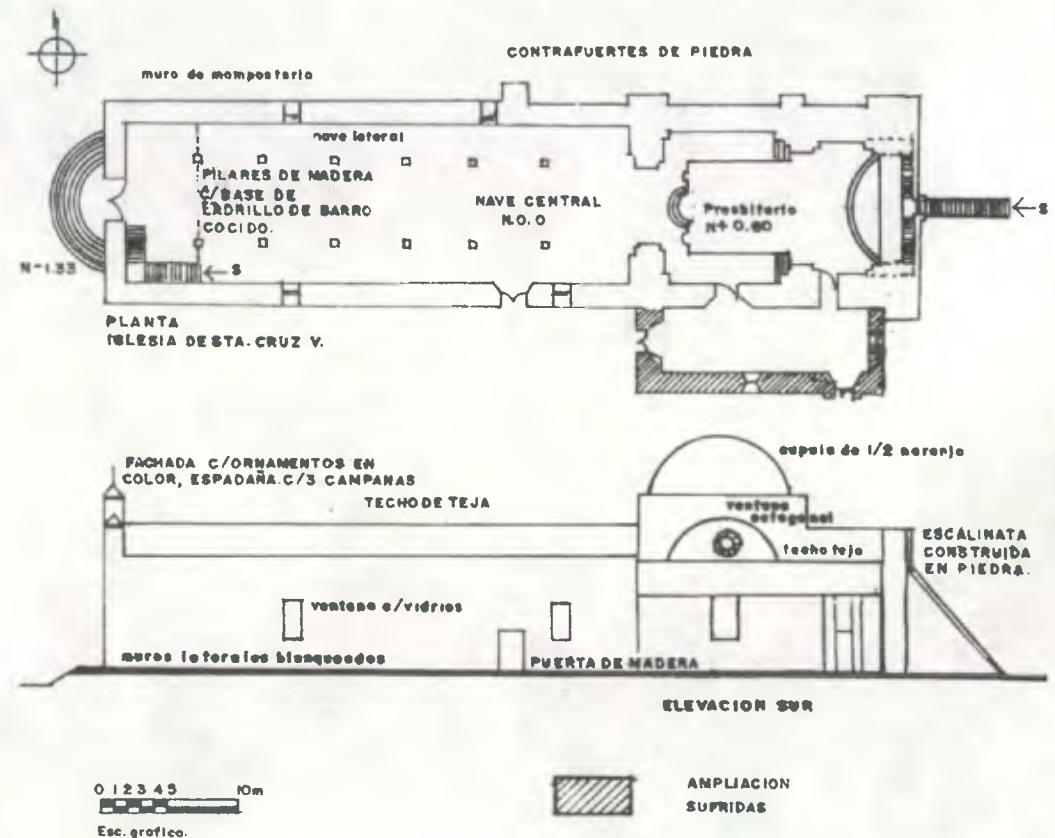 h
CONTRAFUERTES DE PIEDRA
muro de mamposteria
nave lateral
PILARES DE MADERA
C/BASE DE
LADRILLO DE BARRO
COCIDO.
NAVE CENTRAL
N.O.O
Presbiterio
N+ 0.60
S
N-1.33
S
PLANTA
IGLESIA DE STA. CRUZ V.
cupula de 1/2 naranja
FACHADA C/ORNAMENTOS EN
COLOR, ESPADAÑA. C/3 CAMPANAS
TECHO DE TEJA
ventana
octogonal
techo teja
ESCALINATA
CONSTRUIDA
EN PIEDRA.
ventana c/vidrios
muros laterales blanqueados
PUERTA DE MADERA
ELEVACION SUR
0 1 2 3 4 5 10m
Esc. grafico.
AMPLIACION
SUFRIDAS